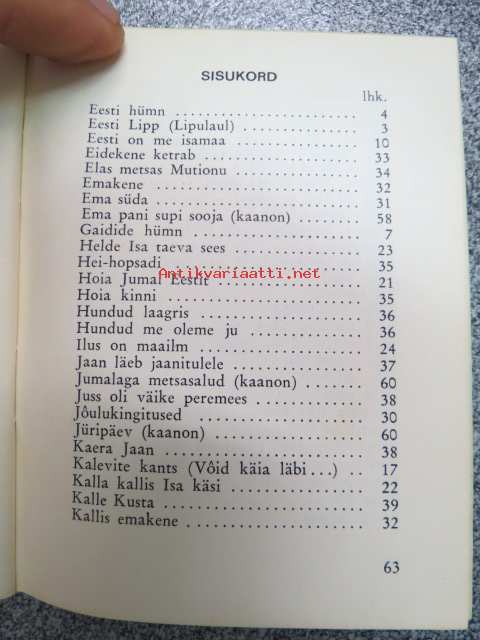 SISUKORD
lhk.
Eesti hümn ........................ 4
Eesti Lipp (Lipulaul) ................ 3
Eesti on me isamaa ................. 10
Eidekene ketrab .................... 33
Elas metsas Mutionu ................ 34
Emakene .......................... 32
Ema süda .......................... 31
Ema pani supi sooja (kaanon) ........ 58
Gaidide hümn ...................... 7
Helde Isa taeva sees ................ 23
Hei-hopsadi ........................ 35
Antikvariaatti.net
Hoia Jumal Eestit .................. 21
Hoia kinni ......................... 35
Hundud laagris ..................... 36
Hundud me oleme ju ................ 36
Ilus on maailm ..................... 24
Jaan läeb jaanitulele ................ 37
Jumalaga metsasalud (kaanon) ........ 60
Juss oli väike peremees .............. 38
Jôulukingitused ..................... 30
Jüripäev (kaanon) ................... 60
Kaera Jaan ......................... 38
Kalevite kants (Vôid käia läbi...) .. 17
Kalla kallis Isa käsi ................. 22
Kalle Kusta ........................ 39
Kallis emakene ..................... 32
63